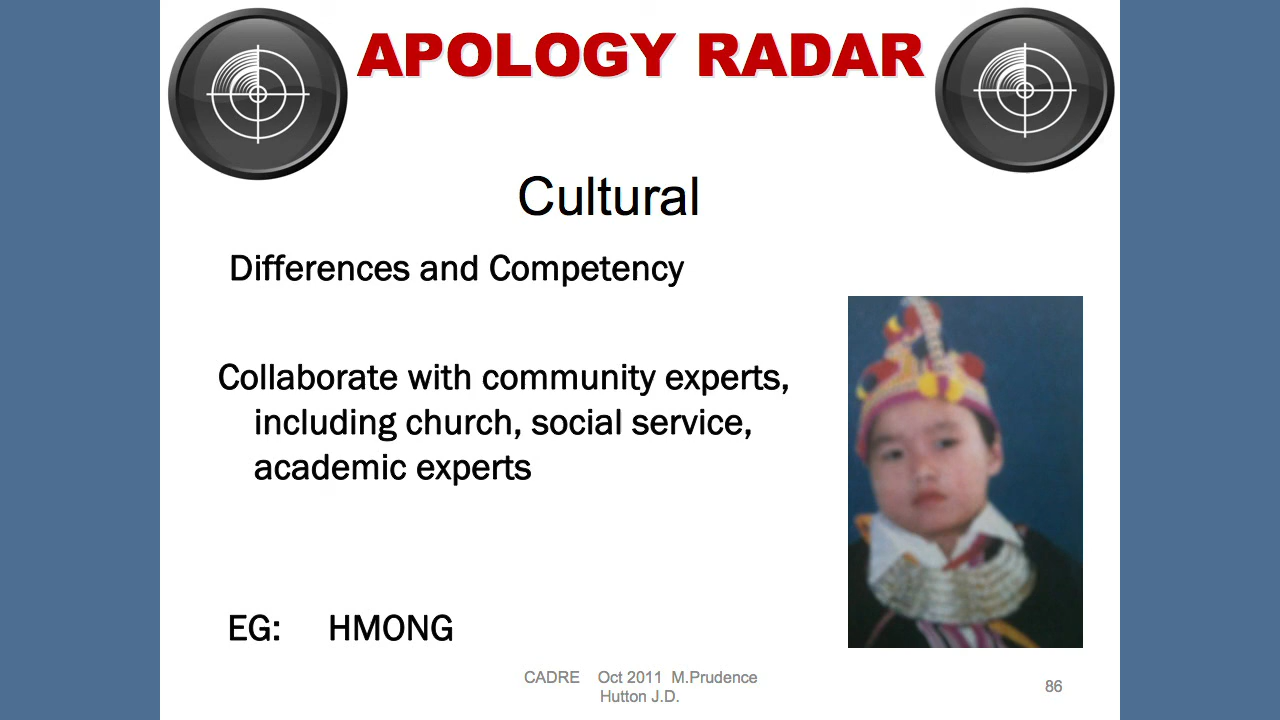 APOLOGY RADAR
Cultural
Differences and Competency
Collaborate with community experts,
including church, social service,
academic experts
EG: HMONG
CADRE Oct 2011 M.Prudence
Hutton J.D.
86